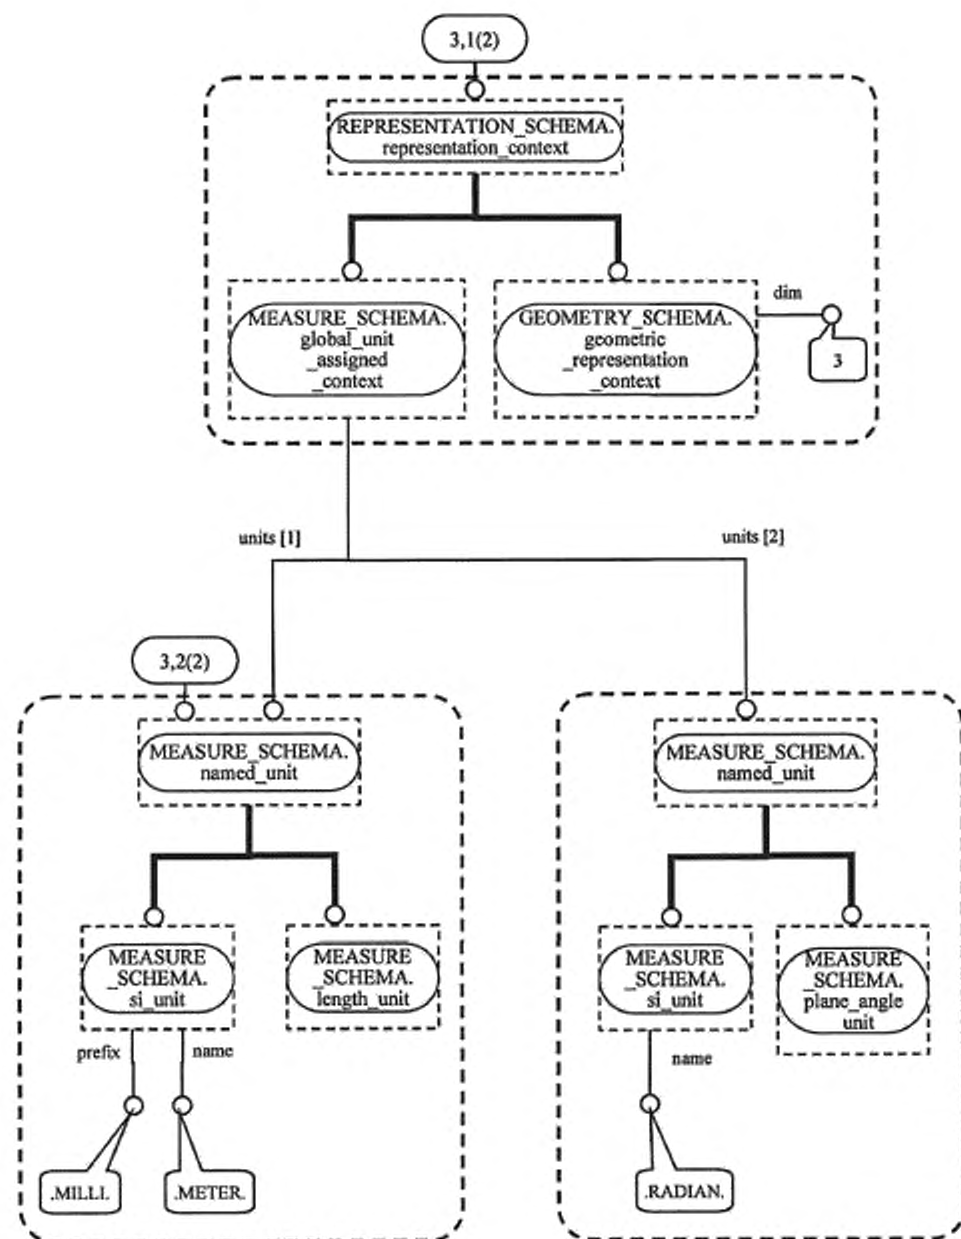 3,1(2)
REPRESENTATION_SCHEMA.
representation_context
MEASURE_SCHEMA.
global_unit
_assigned
_context
GEOMETRY_SCHEMA.
geometric
_representation
_context
dim
3
units [1]
units [2]
3,2(2)
MEASURE_SCHEMA.
named_unit
MEASURE_SCHEMA.
named_unit
MEASURE
_SCHEMA.
si_unit
MEASURE
_SCHEMA.
length_unit
MEASURE
_SCHEMA.
si_unit
MEASURE
_SCHEMA.
plane_angle
unit
prefix
name
name
.MILLI.
.METER.
.RADIAN.